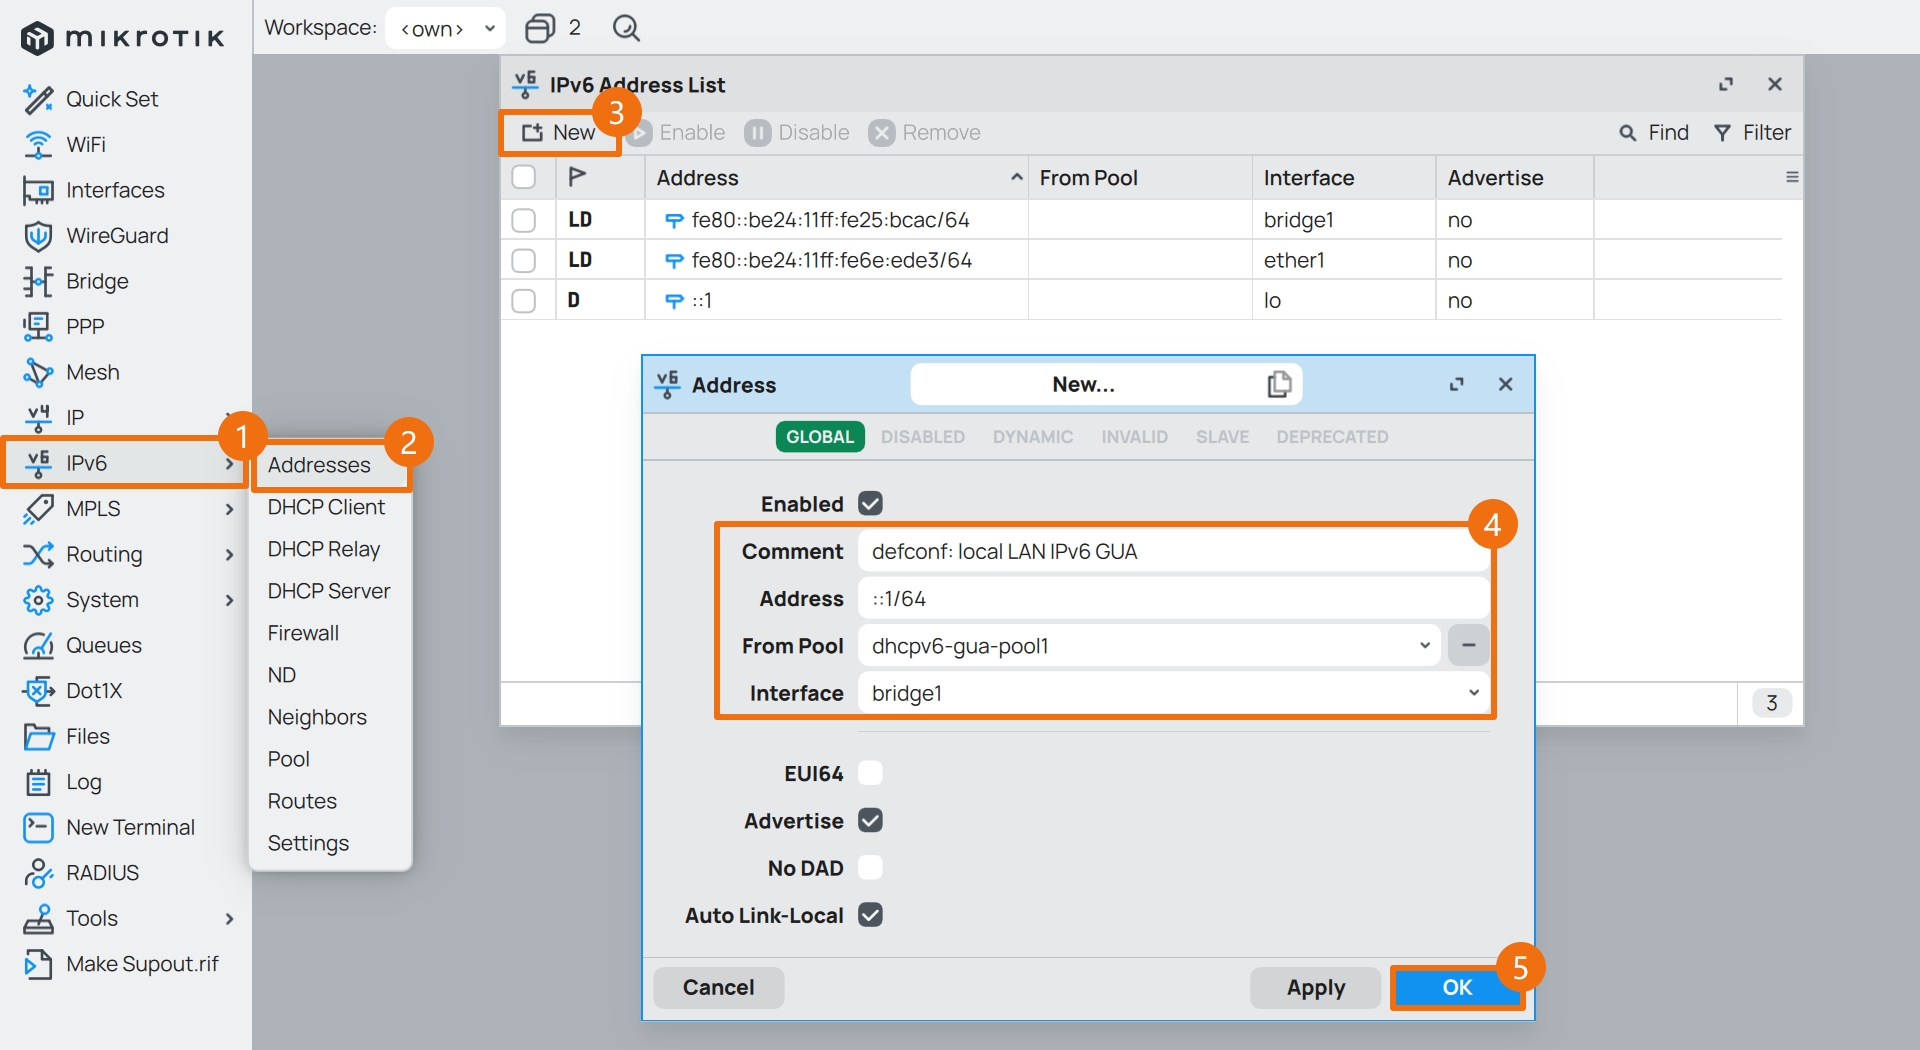 mikrotik
Workspace: <own> 2
Quick Set
WiFi
Interfaces
WireGuard
Bridge
PPP
Mesh
IP
IPv6
MPLS
Routing
System
Queues
Dot1X
Files
Log
New Terminal
RADIUS
Tools
Make Supout.rif
1
2
Addresses
DHCP Client
DHCP Relay
DHCP Server
Firewall
ND
Neighbors
Pool
Routes
Settings
IPv6 Address List
3
New Enable Disable Remove Find Filter
Address From Pool Interface Advertise
LD fe80::be24:11ff:fe25:bcac/64 bridge1 no
LD fe80::be24:11ff:fe6e:ede3/64 ether1 no
D ::1 lo no
3
Address New...
GLOBAL DISABLED DYNAMIC INVALID SLAVE DEPRECATED
Enabled
4
Comment defconf: local LAN IPv6 GUA
Address ::1/64
From Pool dhcpv6-gua-pool1
Interface bridge1
EUI64
Advertise
No DAD
Auto Link-Local
5
Cancel Apply OK